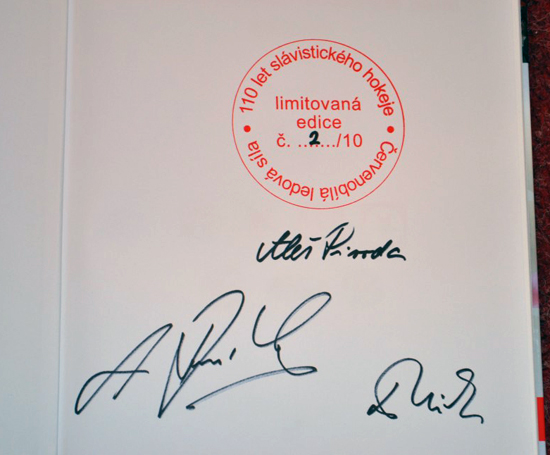 110 let slávistického hokeje
limitovaná
edice
č. ...2.../10
Červenobílá ledová síla
Aleš